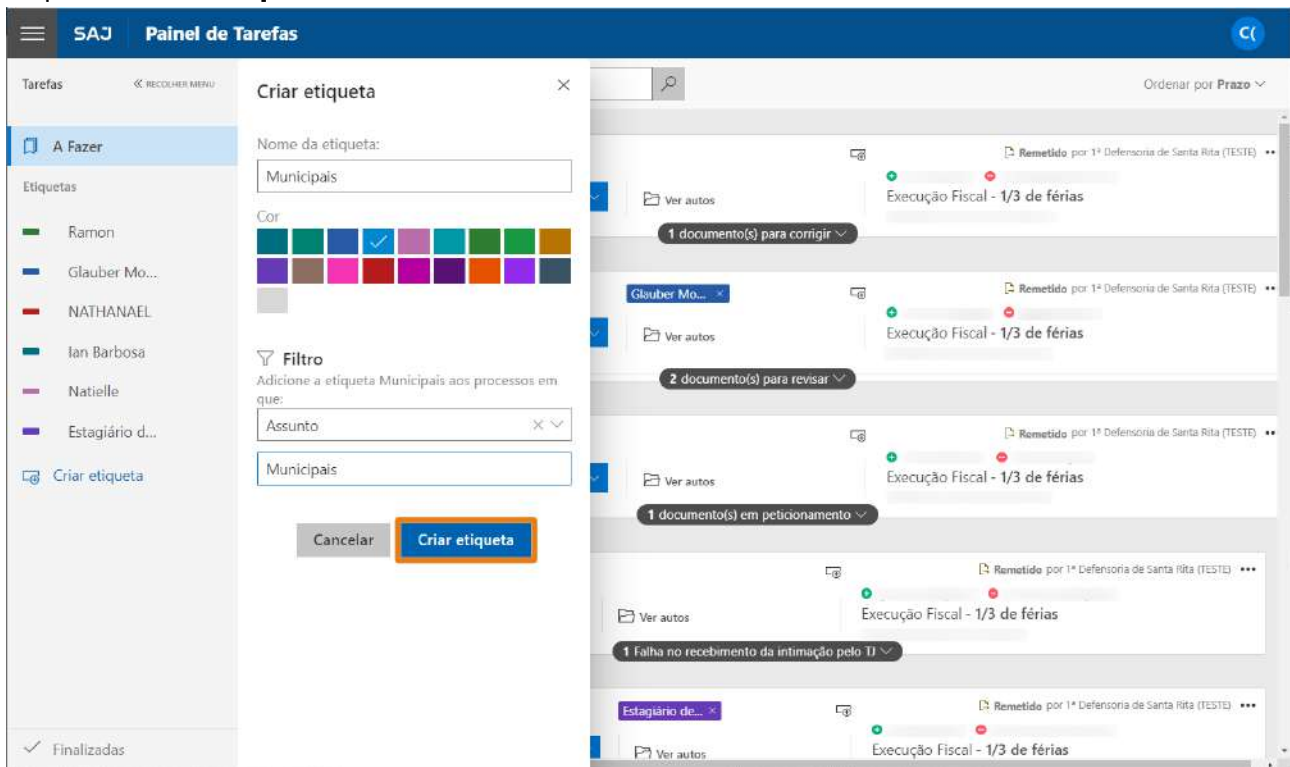 SAJ Painel de Tarefas C(
Tarefas RECOLHER MENU
A Fazer
Etiquetas
Ramon
Glauber Mo...
NATHANAEL
Ian Barbosa
Natielle
Estagiário d...
Criar etiqueta
Finalizadas
Criar etiqueta
Nome da etiqueta:
Municipais
Cor
Filtro
Adicione a etiqueta Municipais aos processos em
que:
Assunto
Municipais
Cancelar Criar etiqueta
Ordenar por Prazo
Remetido por 1ª Defensoria de Santa Rita (TESTE)
Ver autos
Execução Fiscal - 1/3 de férias
1 documento(s) para corrigir
Glauber Mo... ×
Remetido por 1ª Defensoria de Santa Rita (TESTE)
Ver autos
Execução Fiscal - 1/3 de férias
2 documento(s) para revisar
Remetido por 1ª Defensoria de Santa Rita (TESTE)
Ver autos
Execução Fiscal - 1/3 de férias
1 documento(s) em peticionamento
Remetido por 1ª Defensoria de Santa Rita (TESTE)
Ver autos
Execução Fiscal - 1/3 de férias
1 Falha no recebimento da intimação pelo TJ
Estagiário de... ×
Remetido por 1ª Defensoria de Santa Rita (TESTE)
Ver autos
Execução Fiscal - 1/3 de férias